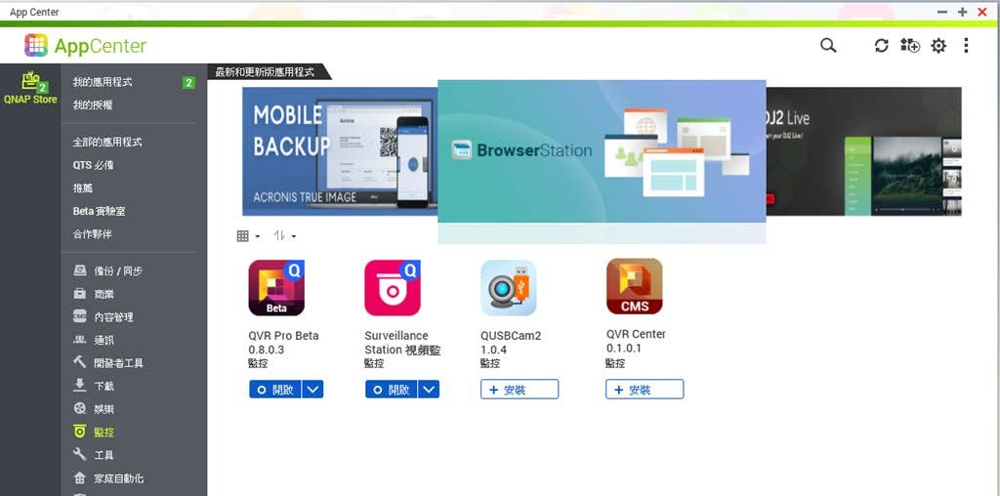 App Center
AppCenter
2
QNAP Store
我的應用程式 2
我的授權
全部的應用程式
QTS 必備
推薦
Beta 實驗室
合作夥伴
備份 / 同步
商業
CMS 內容管理
通訊
開發者工具
下載
娛樂
監控
工具
家庭自動化
最新和更新版應用程式
MOBILE
BACKUP
ACRONIS TRUE IMAGE
BrowserStation
DJ2 Live
Q
Beta
QVR Pro Beta
0.8.0.3
監控
開啟
Q
Surveillance
Station 視頻監
監控
開啟
QUSBCam2
1.0.4
監控
+ 安裝
CMS
QVR Center
0.1.0.1
監控
+ 安裝